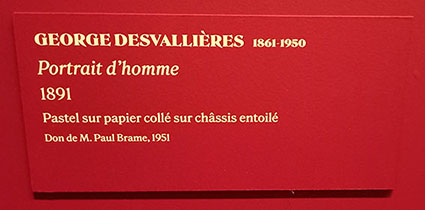 GEORGE DESVALLIÈRES 1861-1950
Portrait d'homme
1891
Pastel sur papier collé sur châssis entoilé
Don de M. Paul Brame, 1951